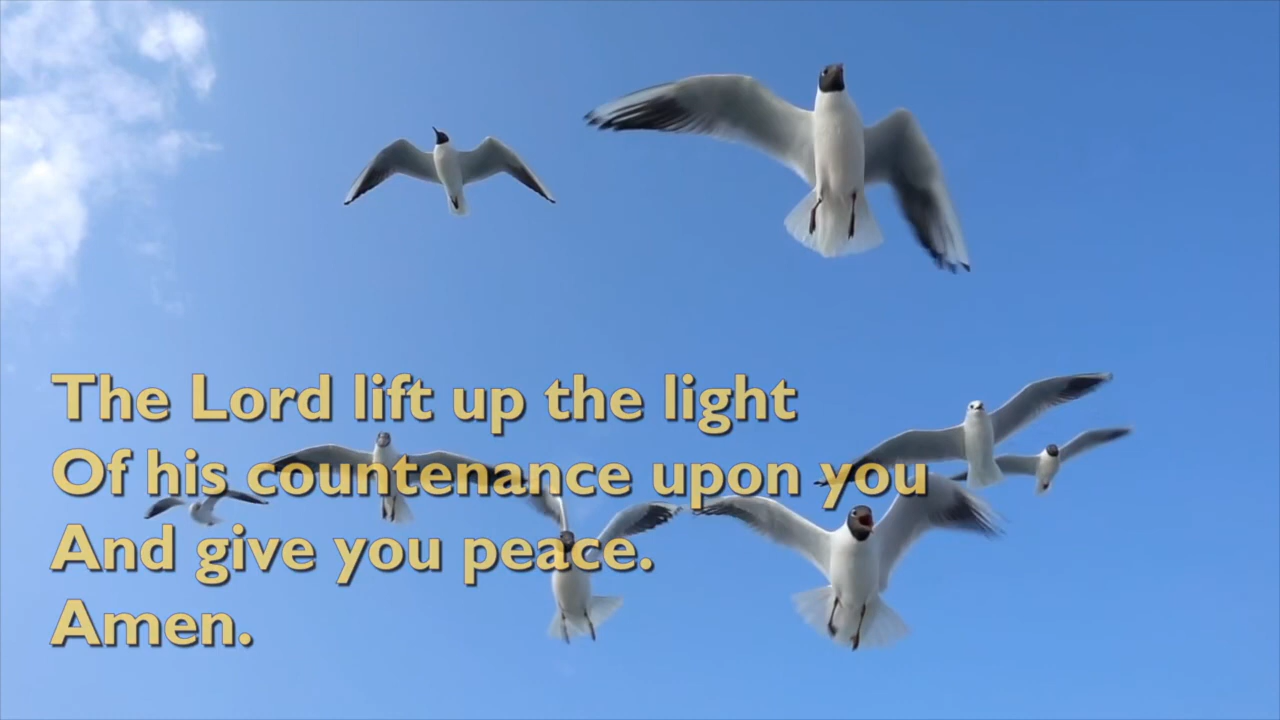 The Lord lift up the light
Of his countenance upon you
And give you peace.
Amen.